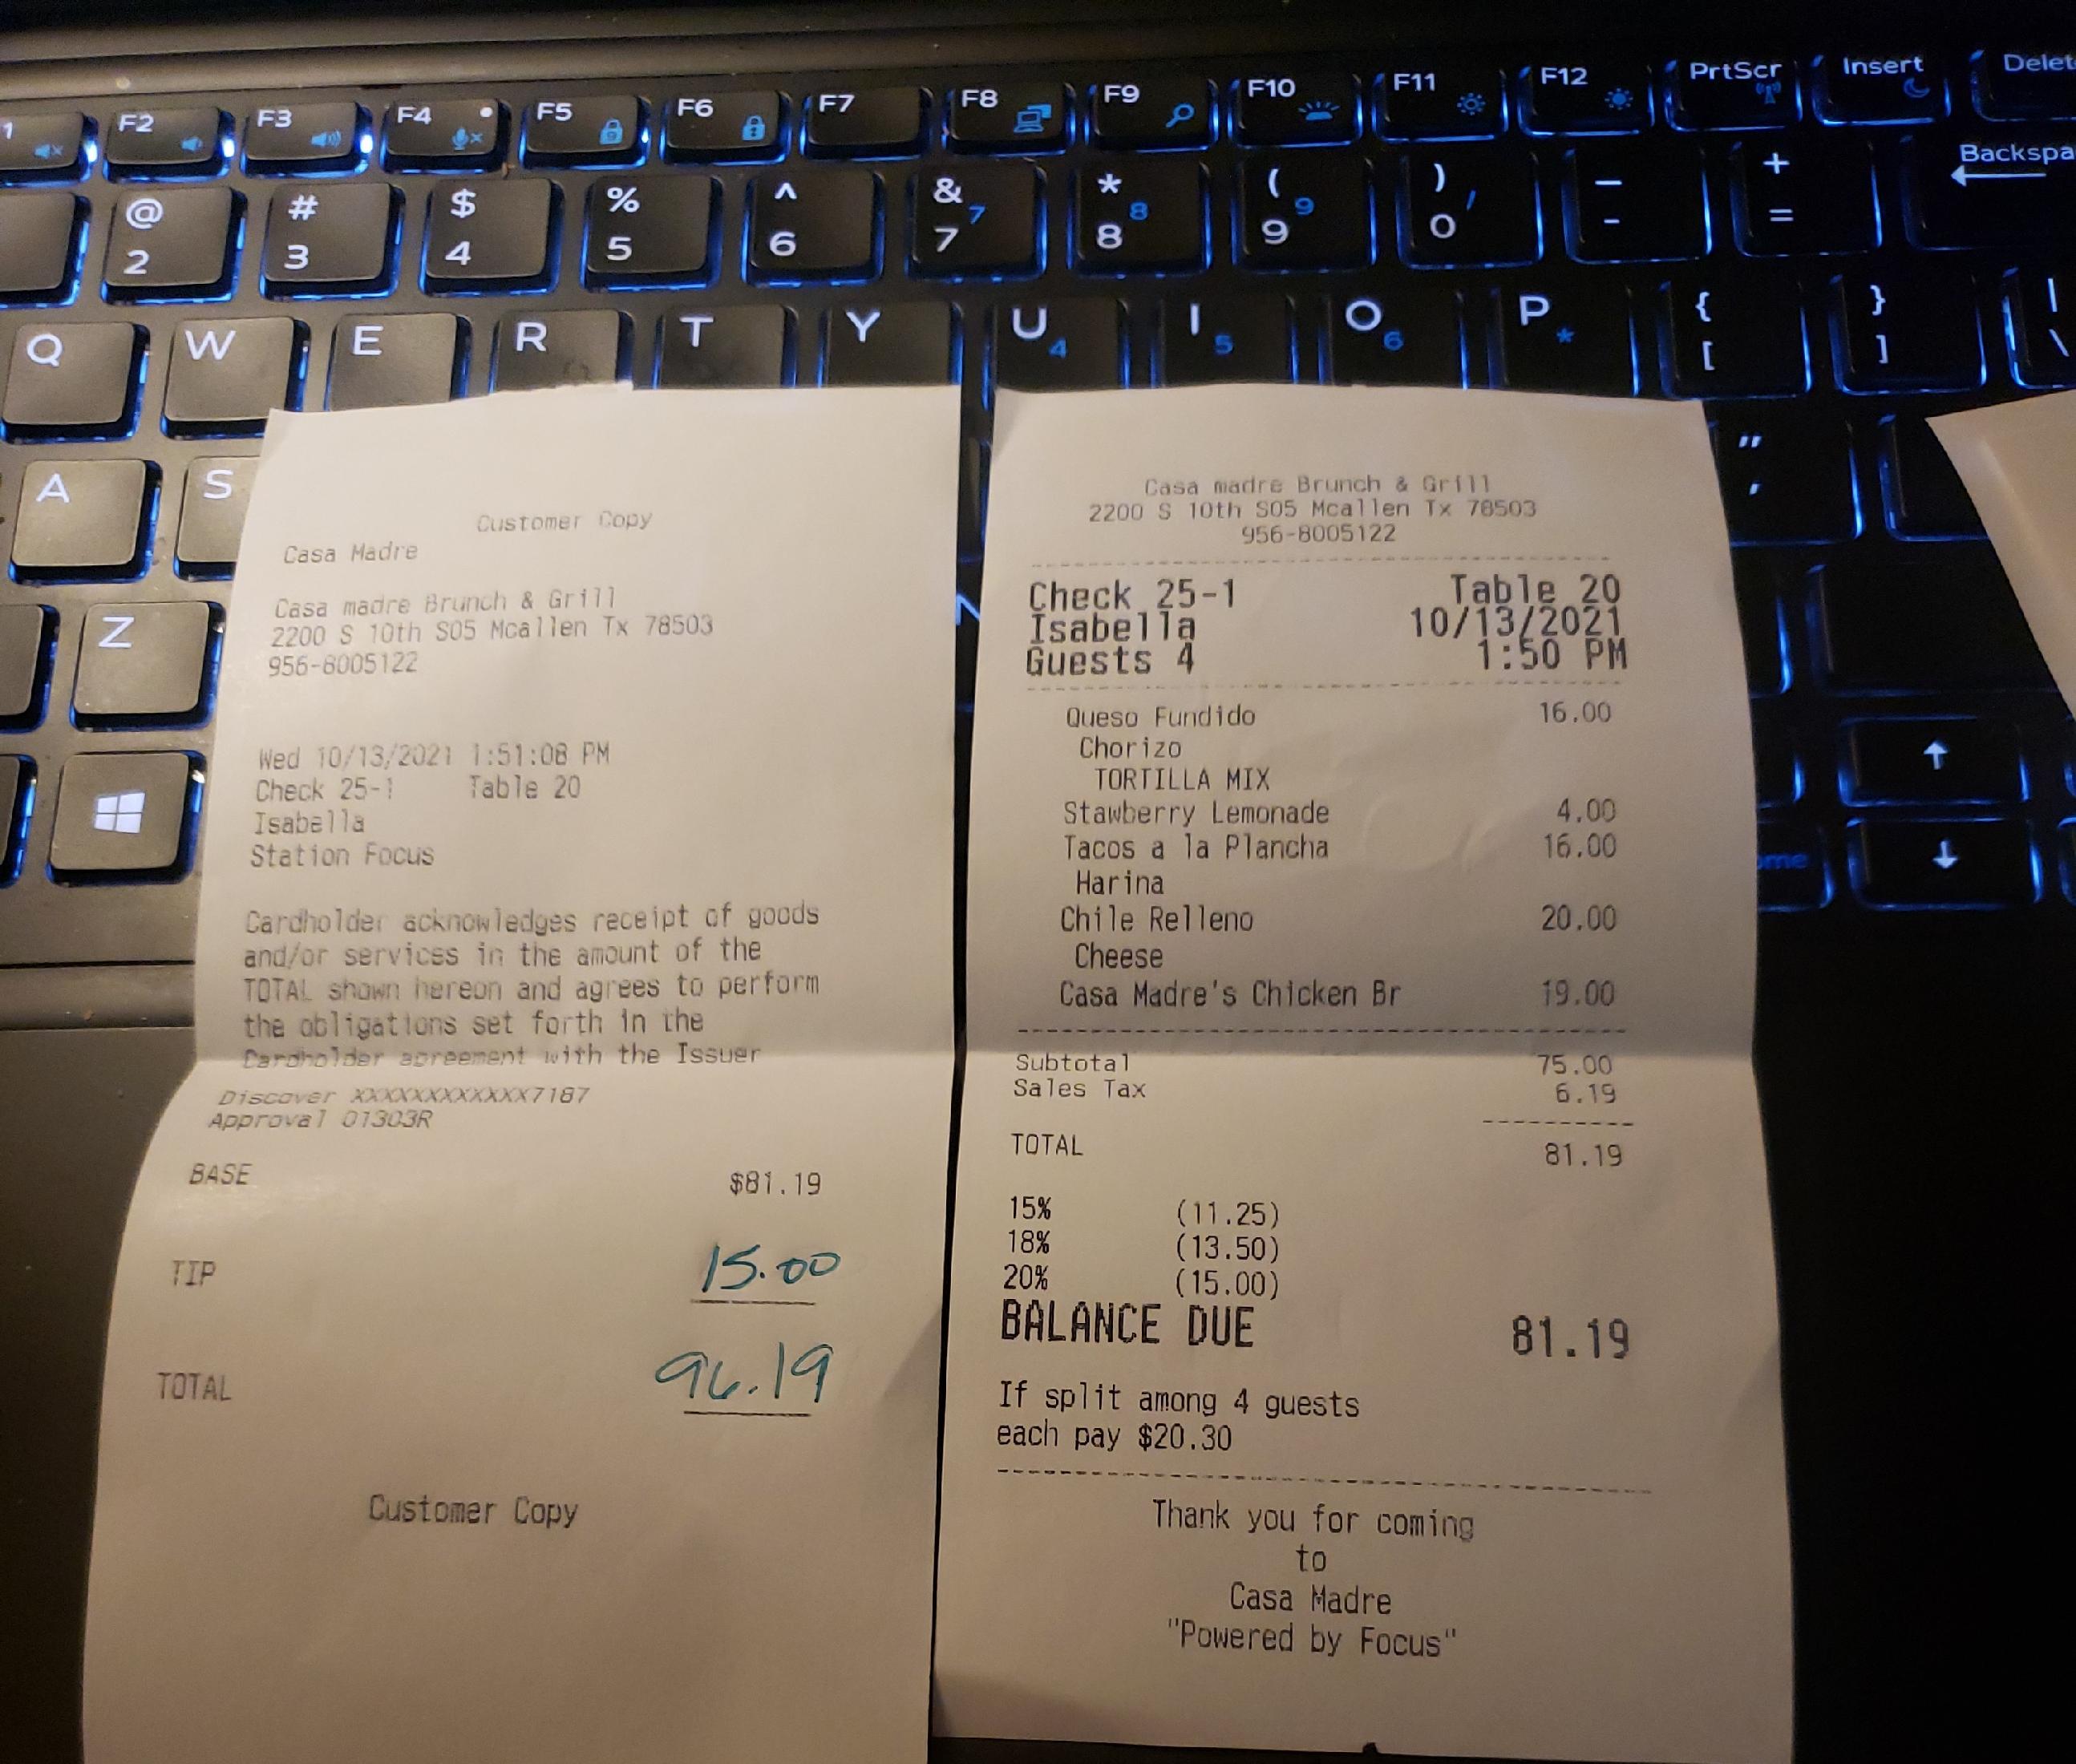 1 F2 F3 F4 F5 F6 F7 F8 F9 F10 F11 F12 PrtScr Insert Delet
@ # $ % ^ & 7 * 8 ( 9 ) / _ + Backspa
2 3 4 5 6 7 8 9 0 - =
Q W E R T Y U 4 I 5 O 6 P * { [ } ] | \
A S " '
Z N
ome
Customer Copy
Casa Madre
Casa madre Brunch & Grill
2200 S 10th S05 Mcallen Tx 78503
956-8005122
Wed 10/13/2021 1:51:08 PM
Check 25-1 Table 20
Isabella
Station Focus
Cardholder acknowledges receipt of goods
and/or services in the amount of the
TOTAL shown hereon and agrees to perform
the obligations set forth in the
Cardholder agreement with the Issuer
Discover XXXXXXXXXXXX7187
Approval 01303R
BASE $81.19
TIP 15.00
TOTAL 96.19
Customer Copy
Casa madre Brunch & Grill
2200 S 10th S05 Mcallen Tx 78503
956-8005122
Check 25-1 Table 20
Isabella 10/13/2021
Guests 4 1:50 PM
Queso Fundido 16.00
Chorizo
TORTILLA MIX
Stawberry Lemonade 4.00
Tacos a la Plancha 16.00
Harina
Chile Relleno 20.00
Cheese
Casa Madre's Chicken Br 19.00
Subtotal 75.00
Sales Tax 6.19
TOTAL 81.19
15% (11.25)
18% (13.50)
20% (15.00)
BALANCE DUE 81.19
If split among 4 guests
each pay $20.30
Thank you for coming
to
Casa Madre
"Powered by Focus"